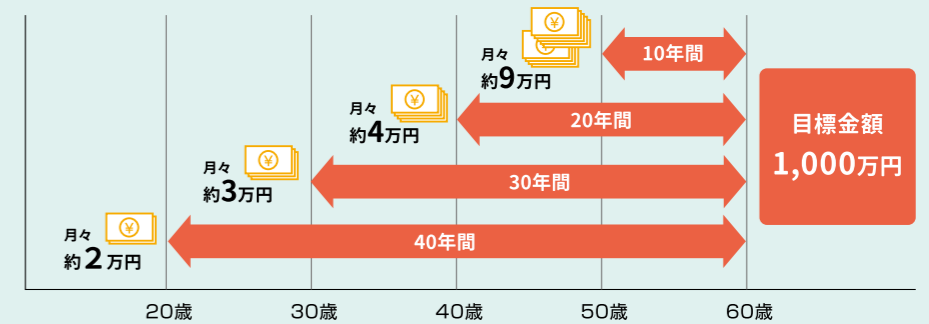 月々
約9万円
10年間
月々
約4万円
20年間
月々
約3万円
30年間
月々
約2万円
40年間
目標金額
1,000万円
20歳
30歳
40歳
50歳
60歳
¥
¥
¥
¥
¥